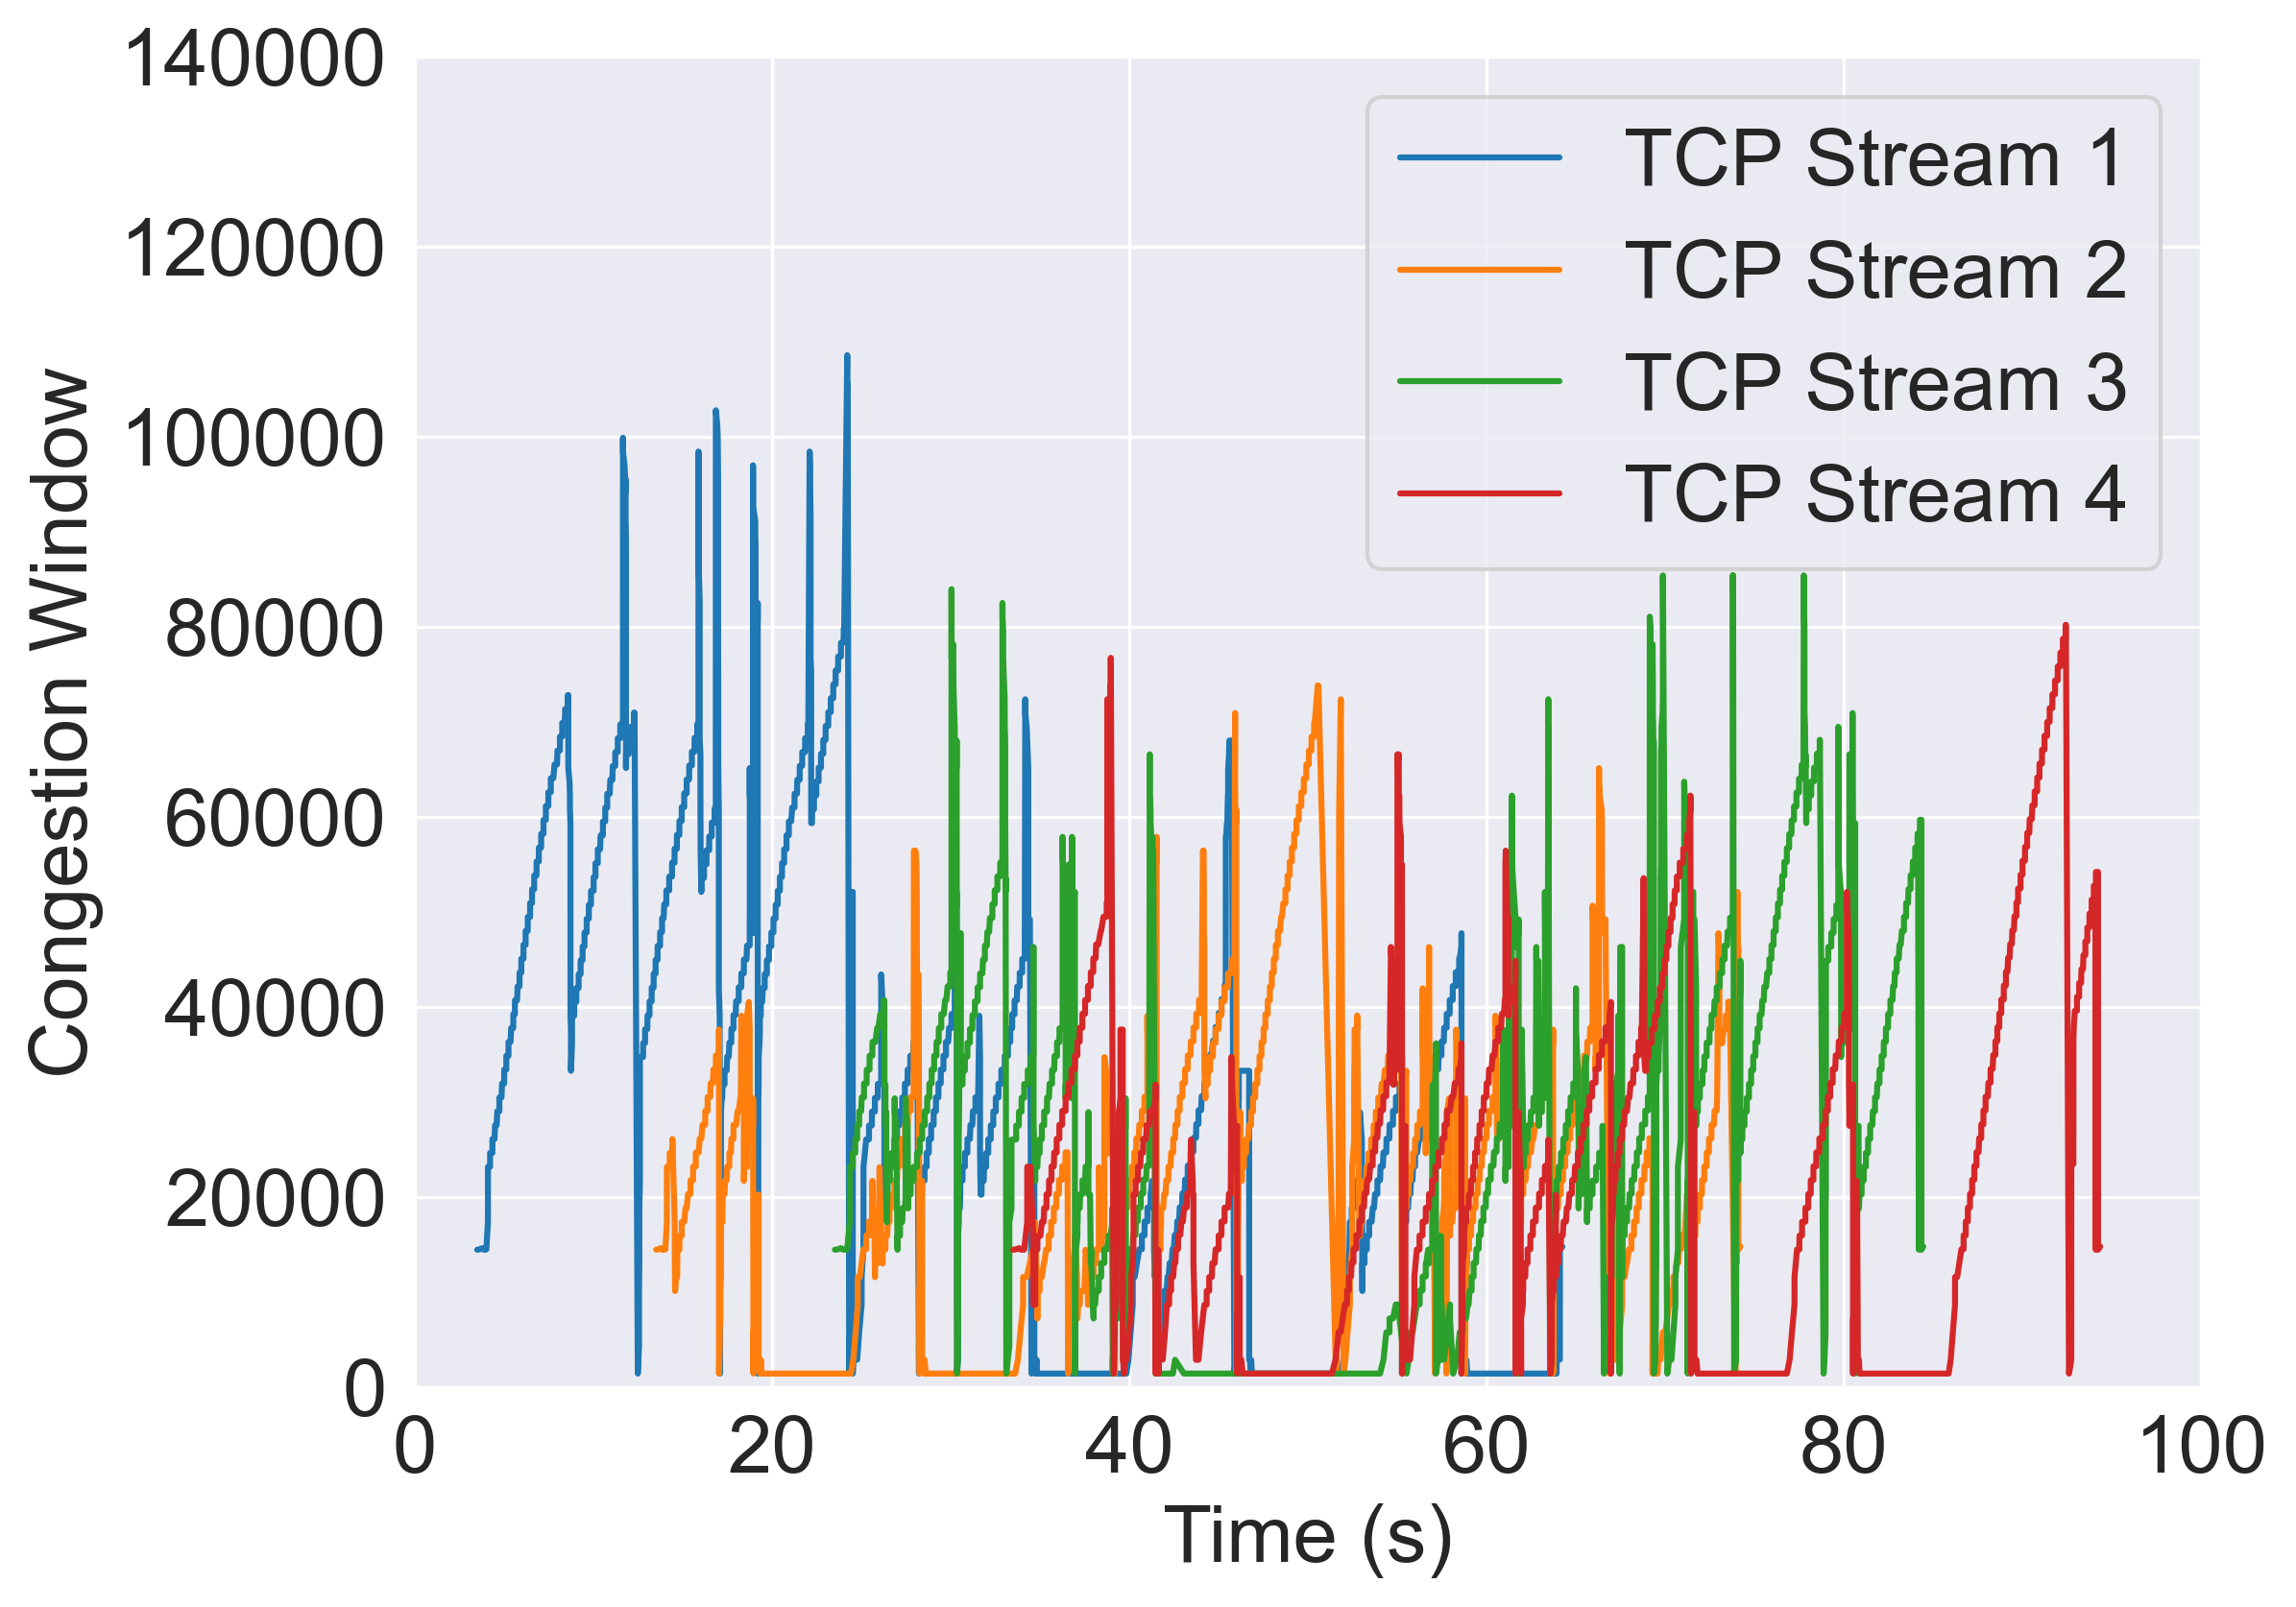 140000
120000
100000
80000
60000
40000
20000
0
Congestion Window
0 20 40 60 80 100
Time (s)
TCP Stream 1
TCP Stream 2
TCP Stream 3
TCP Stream 4